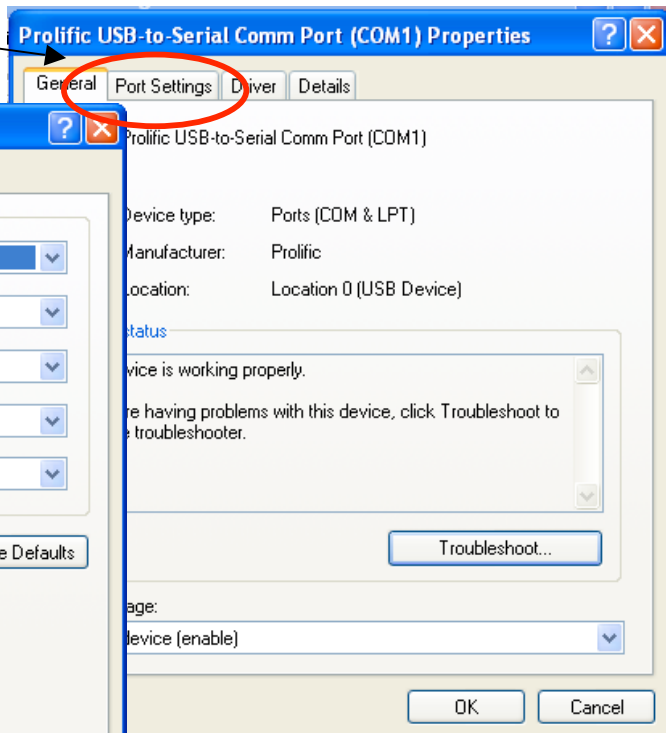 Prolific USB-to-Serial Comm Port (COM1) Properties
General Port Settings Driver Details
Prolific USB-to-Serial Comm Port (COM1)
Device type: Ports (COM & LPT)
Manufacturer: Prolific
Location: Location 0 (USB Device)
status
vice is working properly.
re having problems with this device, click Troubleshoot to
troubleshooter.
e Defaults
Troubleshoot...
age:
device (enable)
OK Cancel